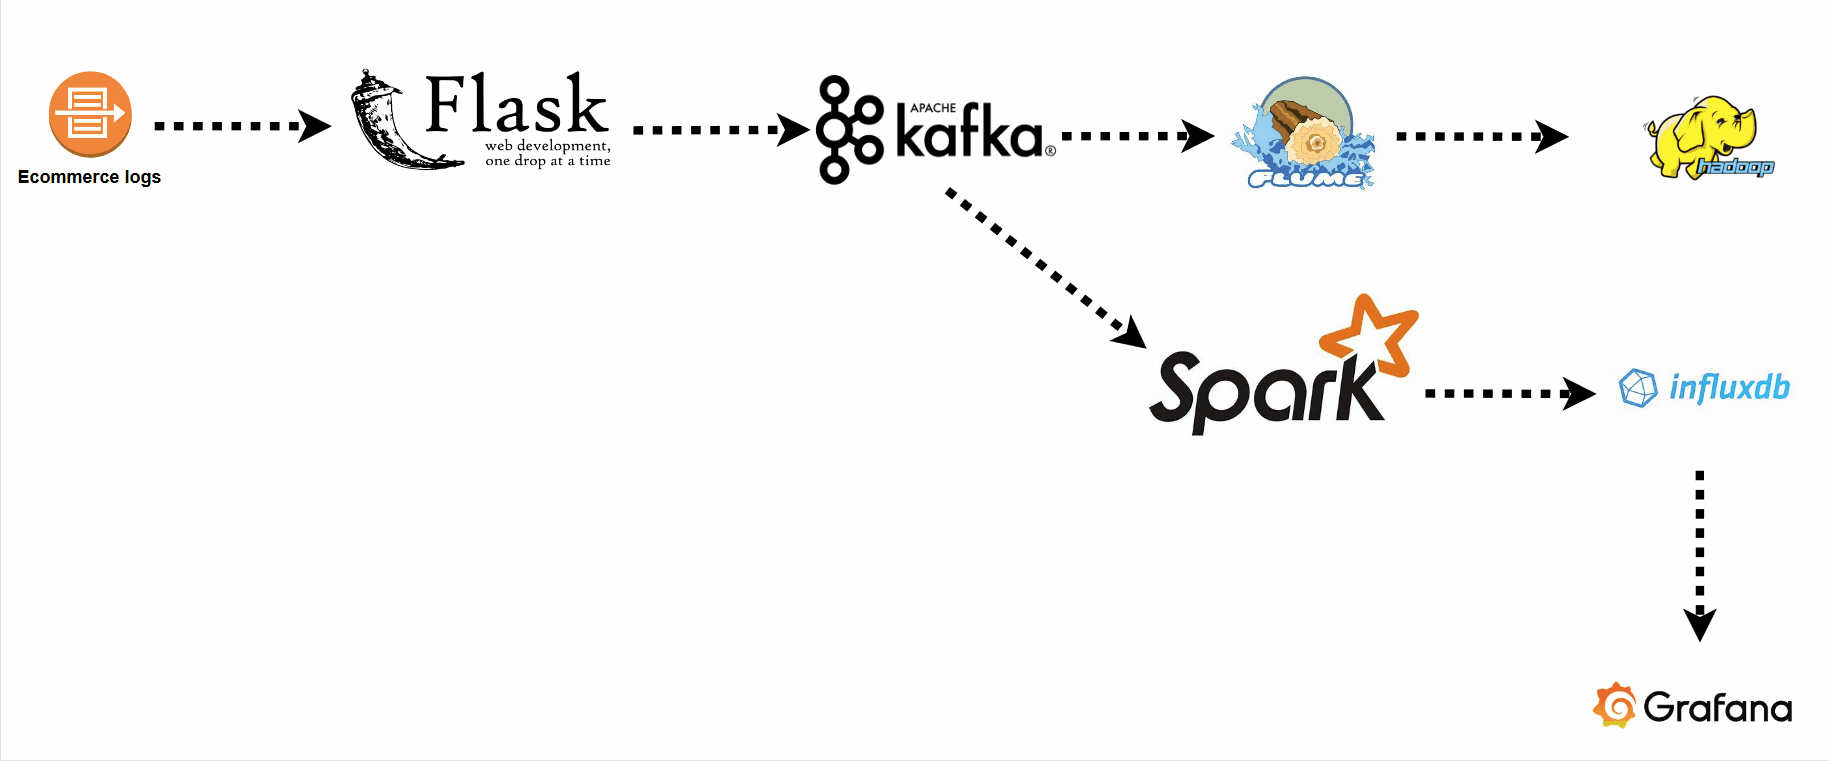 Ecommerce logs
Flask
web development,
one drop at a time
APACHE
kafka®
FLUME
hadoop
Spark
influxdb
Grafana